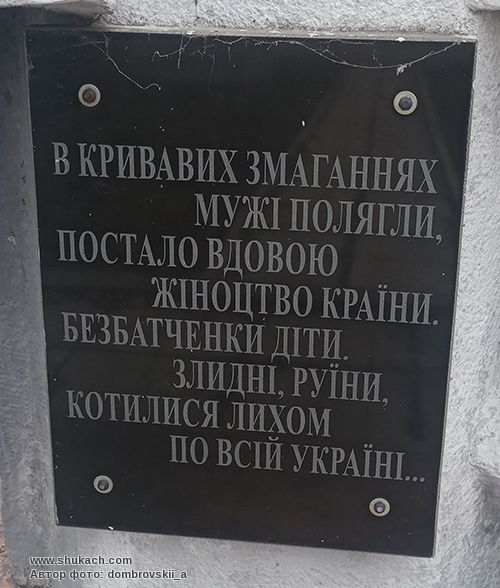 В КРИВАВИХ ЗМАГАННЯХ
МУЖІ ПОЛЯГЛИ,
ПОСТАЛО ВДОВОЮ
ЖІНОЦТВО КРАЇНИ.
БЕЗБАТЧЕНКИ ДІТИ.
ЗЛИДНІ, РУЇНИ,
КОТИЛИСЯ ЛИХОМ
ПО ВСІЙ УКРАЇНІ...
www.shukach.com
Автор фото: dombrovskii_a